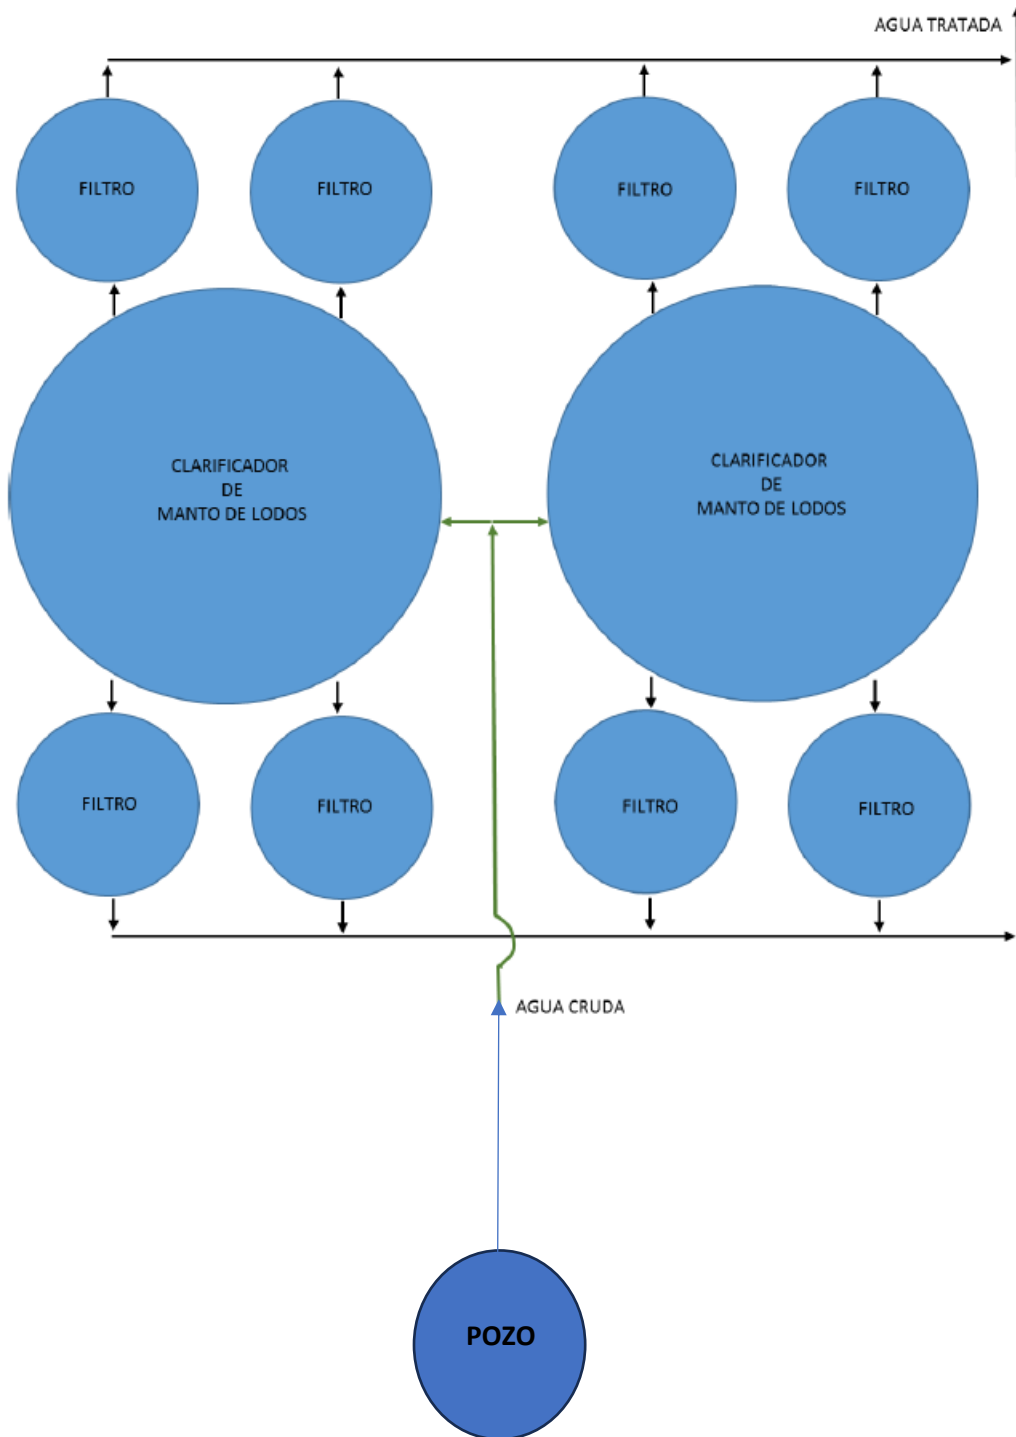 AGUA TRATADA
FILTRO
FILTRO
FILTRO
FILTRO
CLARIFICADOR
DE
MANTO DE LODOS
CLARIFICADOR
DE
MANTO DE LODOS
FILTRO
FILTRO
FILTRO
FILTRO
AGUA CRUDA
POZO